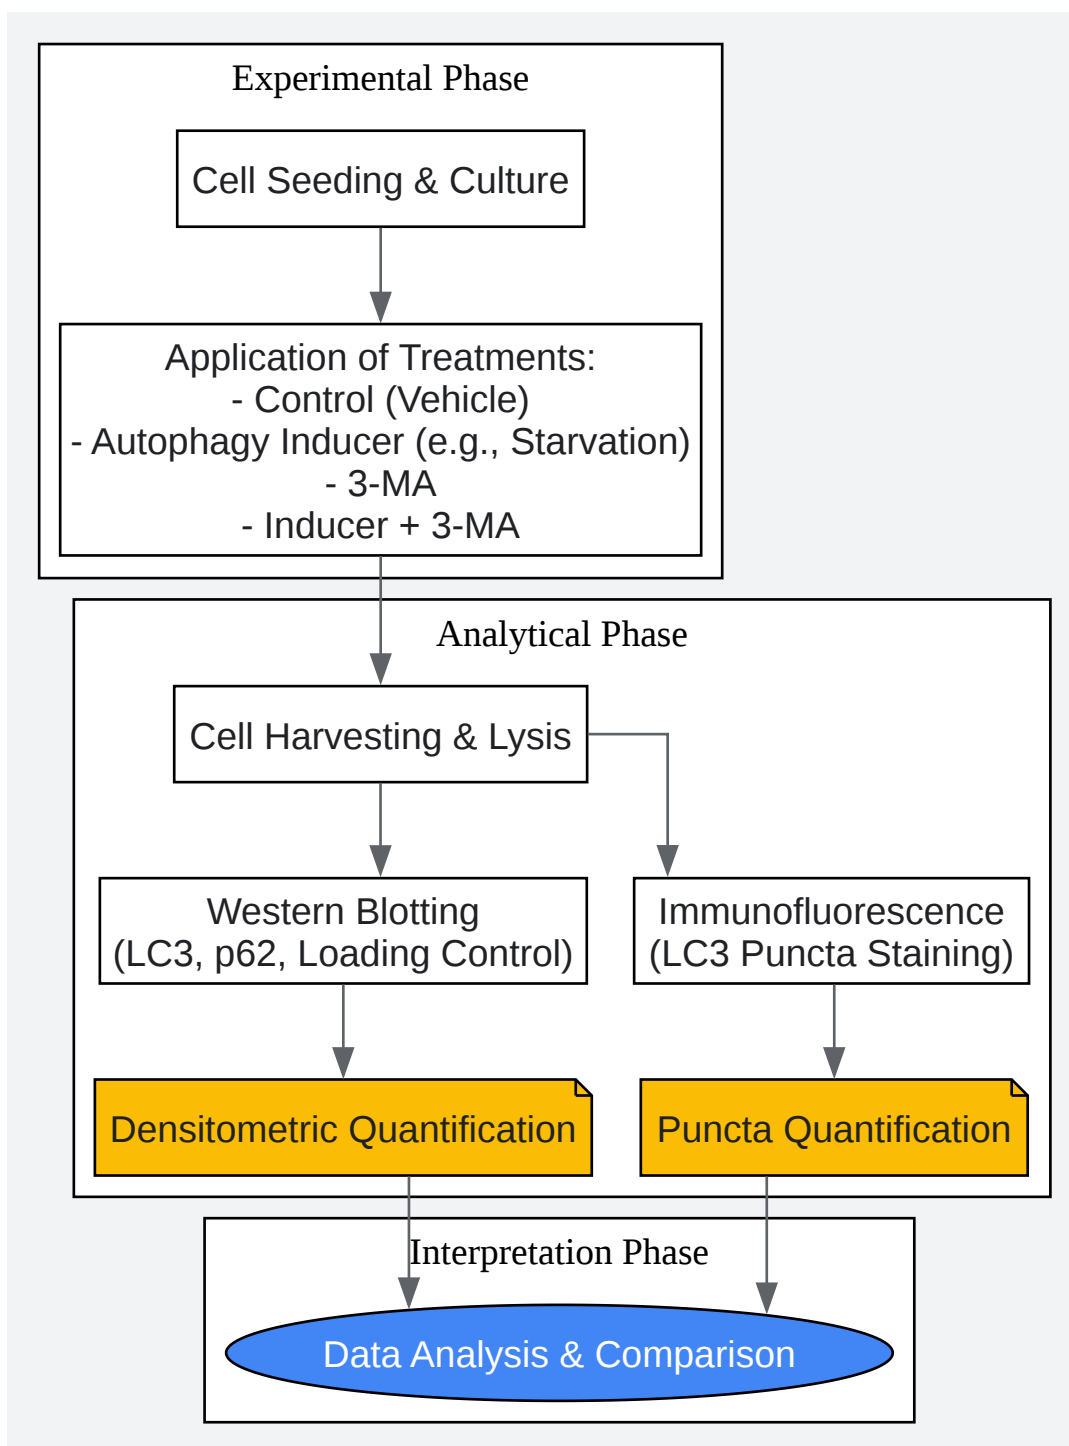 Experimental Phase
Cell Seeding & Culture
Application of Treatments:
- Control (Vehicle)
- Autophagy Inducer (e.g., Starvation)
- 3-MA
- Inducer + 3-MA
Analytical Phase
Cell Harvesting & Lysis
Western Blotting
(LC3, p62, Loading Control)
Immunofluorescence
(LC3 Puncta Staining)
Densitometric Quantification
Puncta Quantification
Interpretation Phase
Data Analysis & Comparison